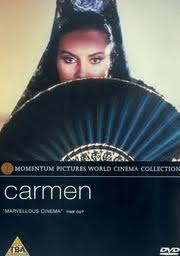 MOMENTUM PICTURES WORLD CINEMA COLLECTION
carmen
"MARVELLOUS CINEMA" TIME OUT
TBA
DVD